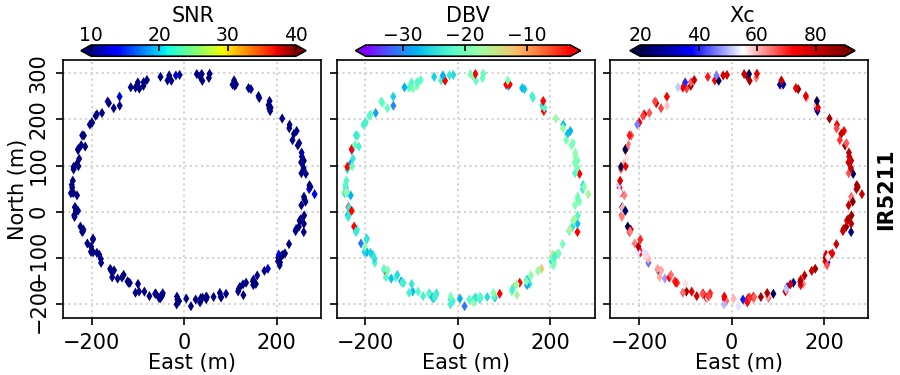 SNR DBV Xc
10 20 30 40 −30 −20 −10 20 40 60 80
300
200
100
0
−100
−200
North (m)
IR5211
−200 0 200 −200 0 200 −200 0 200
East (m) East (m) East (m)